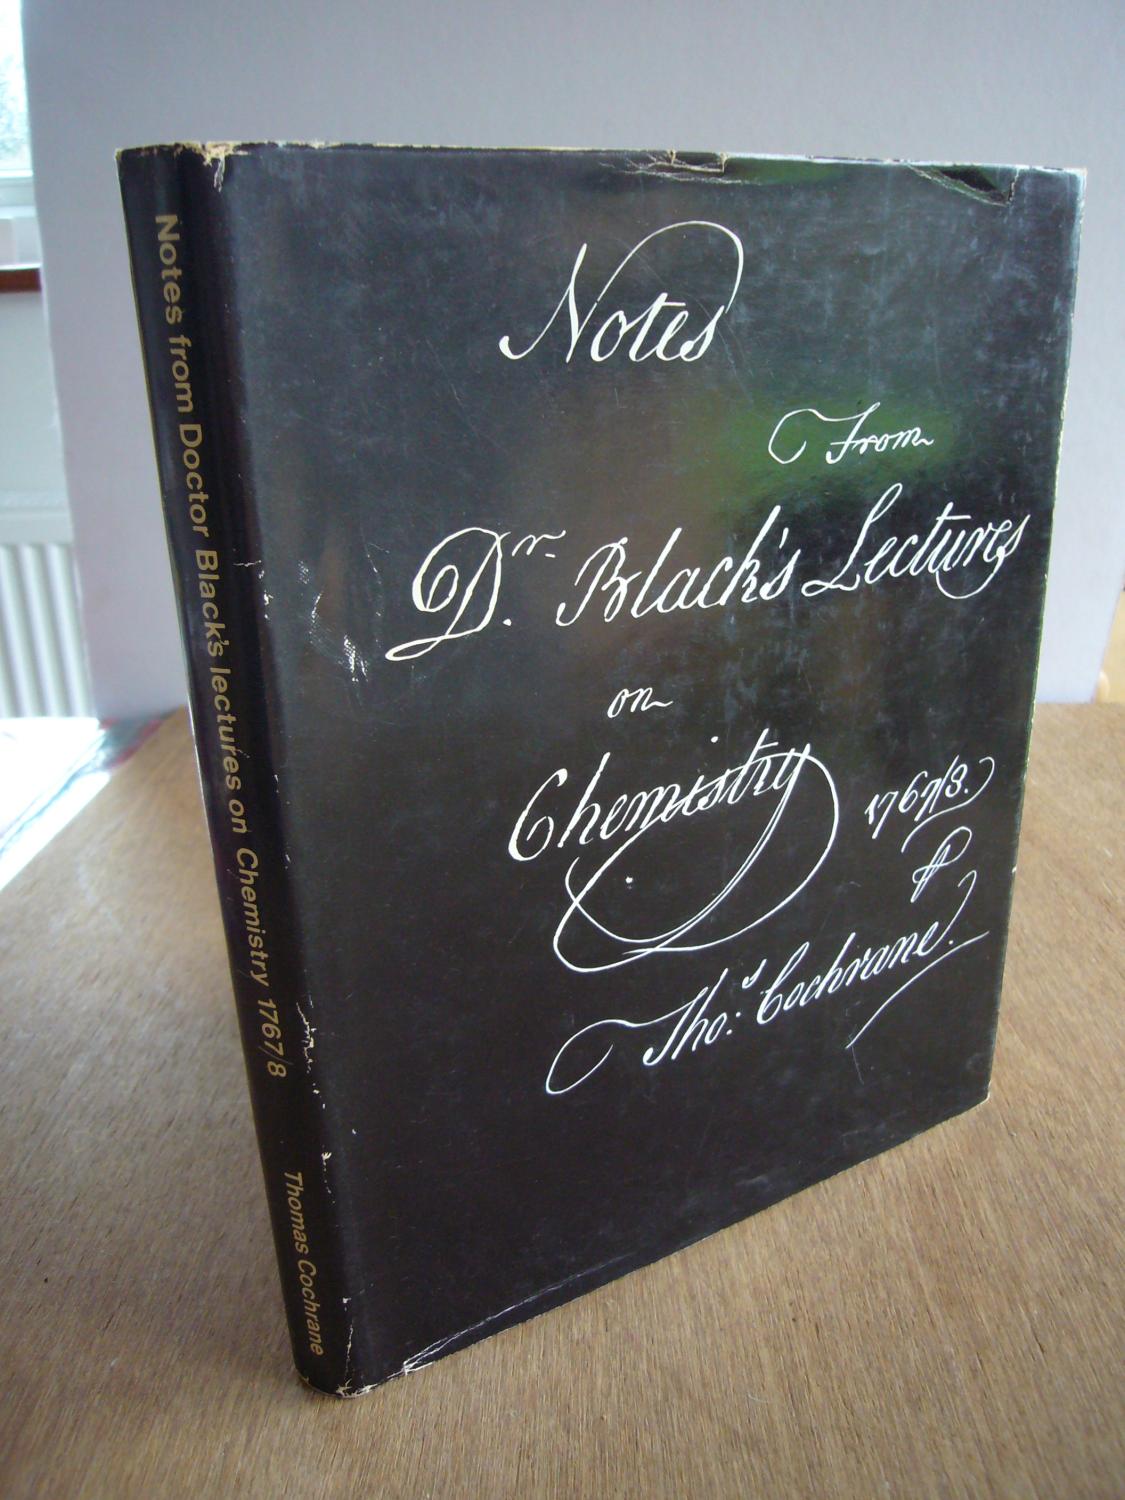 Notes from Doctor Black's lectures on Chemistry 1767/8 Thomas Cochrane
Notes
From
Dr. Black's Lectures
on
Chemistry 1767/8.
Thos: Cochrane.